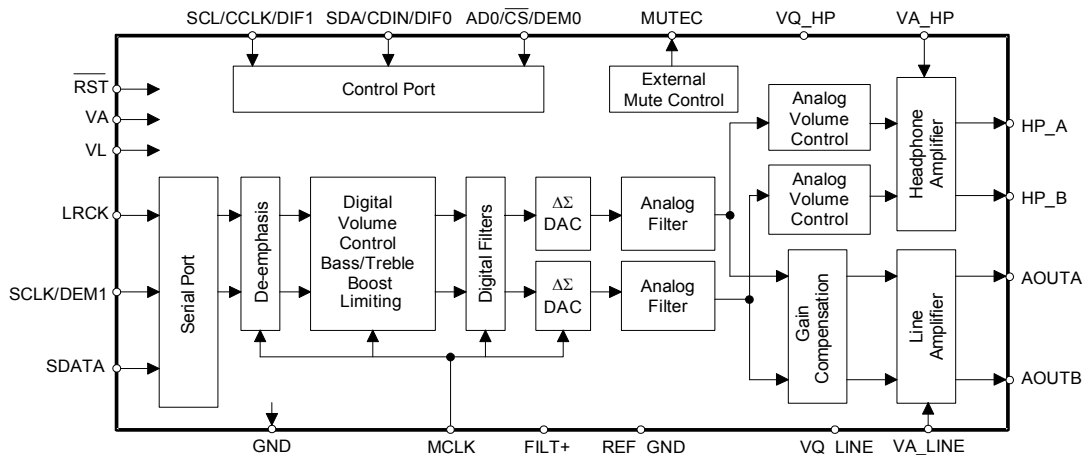 SCL/CCLK/DIF1
SDA/CDIN/DIF0
AD0/CS/DEM0
MUTEC
VQ_HP
VA_HP
RST
VA
VL
LRCK
SCLK/DEM1
SDATA
Control Port
External
Mute Control
Analog
Volume
Control
Analog
Volume
Control
Headphone
Amplifier
HP_A
HP_B
Serial Port
De-emphasis
Digital
Volume
Control
Bass/Treble
Boost
Limiting
Digital Filters
ΔΣ
DAC
ΔΣ
DAC
Analog
Filter
Analog
Filter
Gain
Compensation
Line
Amplifier
AOUTA
AOUTB
GND
MCLK
FILT+
REF_GND
VQ_LINE
VA_LINE